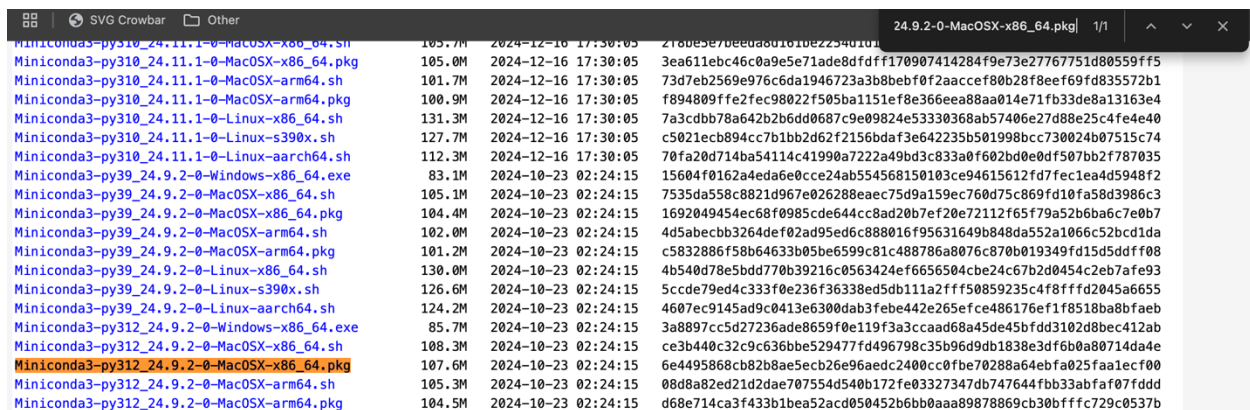 SVG Crowbar Other 24.9.2-0-MacOSX-x86_64.pkg 1/1
Miniconda3-py310_24.11.1-0-MacOSX-x86_64.sh 105.7M 2024-12-16 17:30:05
Miniconda3-py310_24.11.1-0-MacOSX-x86_64.pkg 105.0M 2024-12-16 17:30:05 3ea611ebc46c0a9e5e71ade8dfdff170907414284f9e73e27767751d80559ff5
Miniconda3-py310_24.11.1-0-MacOSX-arm64.sh 101.7M 2024-12-16 17:30:05 73d7eb2569e976c6da1946723a3b8bebf0f2aaccef80b28f8eef69fd835572b1
Miniconda3-py310_24.11.1-0-MacOSX-arm64.pkg 100.9M 2024-12-16 17:30:05 f894809ffe2fec98022f505ba1151ef8e366eea88aa014e71fb33de8a13163e4
Miniconda3-py310_24.11.1-0-Linux-x86_64.sh 131.3M 2024-12-16 17:30:05 7a3cdbb78a642b2b6dd0687c9e09824e53330368ab57406e27d88e25c4fe4e40
Miniconda3-py310_24.11.1-0-Linux-s390x.sh 127.7M 2024-12-16 17:30:05 c5021ecb894cc7b1bb2d62f2156bdaf3e642235b501998bcc730024b07515c74
Miniconda3-py310_24.11.1-0-Linux-aarch64.sh 112.3M 2024-12-16 17:30:05 70fa20d714ba54114c41990a7222a49bd3c833a0f602bd0e0df507bb2f787035
Miniconda3-py39_24.9.2-0-Windows-x86_64.exe 83.1M 2024-10-23 02:24:15 15604f0162a4eda6e0cce24ab554568150103ce94615612fd7fec1ea4d5948f2
Miniconda3-py39_24.9.2-0-MacOSX-x86_64.sh 105.1M 2024-10-23 02:24:15 7535da558c8821d967e026288eaec75d9a159ec760d75c869fd10fa58d3986c3
Miniconda3-py39_24.9.2-0-MacOSX-x86_64.pkg 104.4M 2024-10-23 02:24:15 1692049454ec68f0985cde644cc8ad20b7ef20e72112f65f79a52b6ba6c7e0b7
Miniconda3-py39_24.9.2-0-MacOSX-arm64.sh 102.0M 2024-10-23 02:24:15 4d5abecbb3264def02ad95ed6c888016f95631649b848da552a1066c52bcd1da
Miniconda3-py39_24.9.2-0-MacOSX-arm64.pkg 101.2M 2024-10-23 02:24:15 c5832886f58b64633b05be6599c81c488786a8076c870b019349fd15d5ddff08
Miniconda3-py39_24.9.2-0-Linux-x86_64.sh 130.0M 2024-10-23 02:24:15 4b540d78e5bdd770b39216c0563424ef6656504cbe24c67b2d0454c2eb7afe93
Miniconda3-py39_24.9.2-0-Linux-s390x.sh 126.6M 2024-10-23 02:24:15 5ccde79ed4c333f0e236f36338ed5db111a2fff50859235c4f8fffd2045a6655
Miniconda3-py39_24.9.2-0-Linux-aarch64.sh 124.2M 2024-10-23 02:24:15 4607ec9145ad9c0413e6300dab3febe442e265efce486176ef1f8518ba8bfaeb
Miniconda3-py312_24.9.2-0-Windows-x86_64.exe 85.7M 2024-10-23 02:24:15 3a8897cc5d27236ade8659f0e119f3a3ccaad68a45de45bfdd3102d8bec412ab
Miniconda3-py312_24.9.2-0-MacOSX-x86_64.sh 108.3M 2024-10-23 02:24:15 ce3b440c32c9c636bbe529477fd496798c35b96d9db1838e3df6b0a80714da4e
Miniconda3-py312_24.9.2-0-MacOSX-x86_64.pkg 107.6M 2024-10-23 02:24:15 6e4495868cb82b8ae5ecb26e96aedc2400cc0fbe70288a64ebfa025faa1ecf00
Miniconda3-py312_24.9.2-0-MacOSX-arm64.sh 105.3M 2024-10-23 02:24:15 08d8a82ed21d2dae707554d540b172fe03327347db747644fbb33abfaf07fddd
Miniconda3-py312_24.9.2-0-MacOSX-arm64.pkg 104.5M 2024-10-23 02:24:15 d68e714ca3f433b1bea52acd050452b6bb0aaa89878869cb30bfffc729c0537b